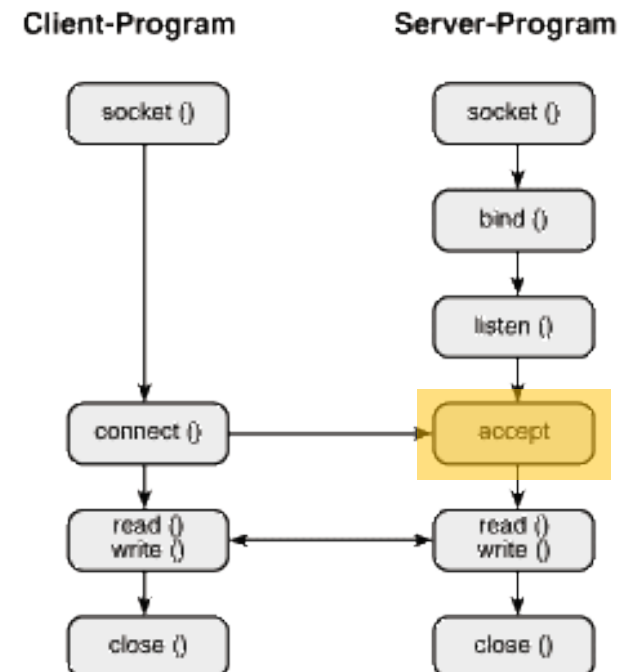 Client-Program
Server-Program
socket ()
socket ()
bind ()
listen ()
connect ()
accept
read ()
write ()
read ()
write ()
close ()
close ()